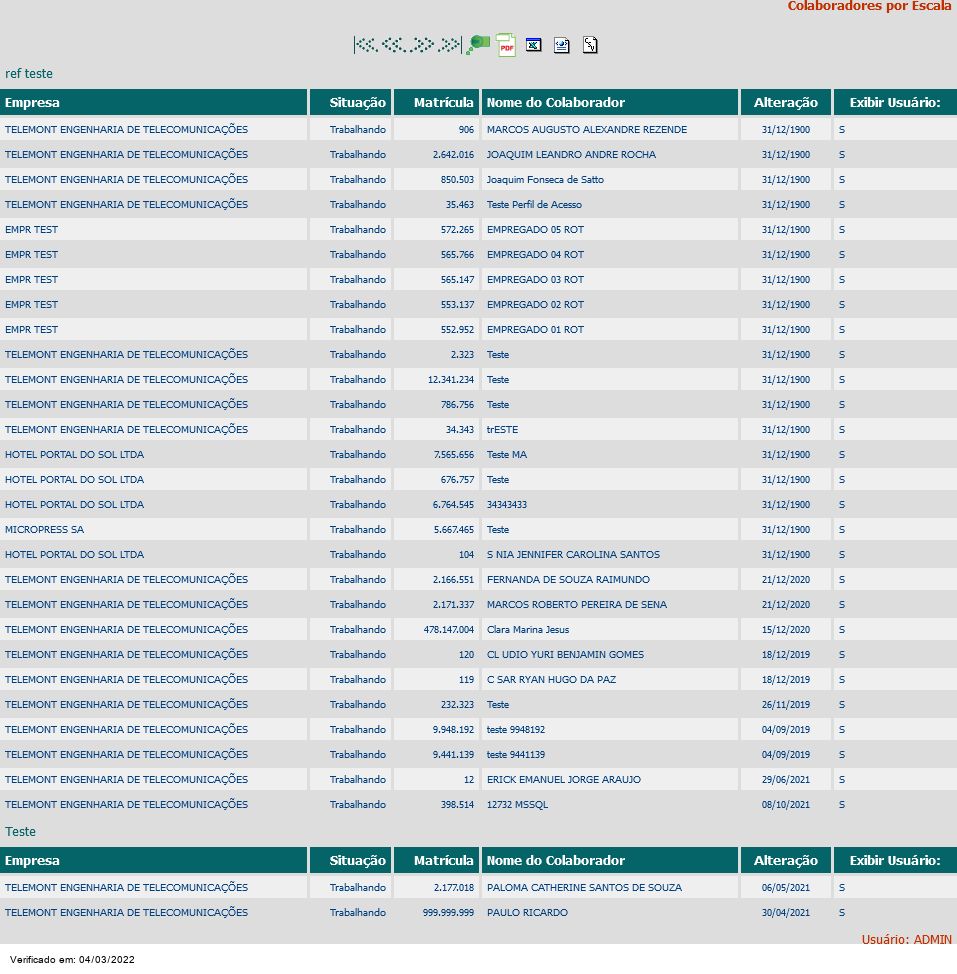 Colaboradores por Escala
PDF
ref teste
Empresa Situação Matrícula Nome do Colaborador Alteração Exibir Usuário:
TELEMONT ENGENHARIA DE TELECOMUNICAÇÕES Trabalhando 906 MARCOS AUGUSTO ALEXANDRE REZENDE 31/12/1900 S
TELEMONT ENGENHARIA DE TELECOMUNICAÇÕES Trabalhando 2.642.016 JOAQUIM LEANDRO ANDRE ROCHA 31/12/1900 S
TELEMONT ENGENHARIA DE TELECOMUNICAÇÕES Trabalhando 850.503 Joaquim Fonseca de Satto 31/12/1900 S
TELEMONT ENGENHARIA DE TELECOMUNICAÇÕES Trabalhando 35.463 Teste Perfil de Acesso 31/12/1900 S
EMPR TEST Trabalhando 572.265 EMPREGADO 05 ROT 31/12/1900 S
EMPR TEST Trabalhando 565.766 EMPREGADO 04 ROT 31/12/1900 S
EMPR TEST Trabalhando 565.147 EMPREGADO 03 ROT 31/12/1900 S
EMPR TEST Trabalhando 553.137 EMPREGADO 02 ROT 31/12/1900 S
EMPR TEST Trabalhando 552.952 EMPREGADO 01 ROT 31/12/1900 S
TELEMONT ENGENHARIA DE TELECOMUNICAÇÕES Trabalhando 2.323 Teste 31/12/1900 S
TELEMONT ENGENHARIA DE TELECOMUNICAÇÕES Trabalhando 12.341.234 Teste 31/12/1900 S
TELEMONT ENGENHARIA DE TELECOMUNICAÇÕES Trabalhando 786.756 Teste 31/12/1900 S
TELEMONT ENGENHARIA DE TELECOMUNICAÇÕES Trabalhando 34.343 trESTE 31/12/1900 S
HOTEL PORTAL DO SOL LTDA Trabalhando 7.565.656 Teste MA 31/12/1900 S
HOTEL PORTAL DO SOL LTDA Trabalhando 676.757 Teste 31/12/1900 S
HOTEL PORTAL DO SOL LTDA Trabalhando 6.764.545 34343433 31/12/1900 S
MICROPRESS SA Trabalhando 5.667.465 Teste 31/12/1900 S
HOTEL PORTAL DO SOL LTDA Trabalhando 104 S NIA JENNIFER CAROLINA SANTOS 31/12/1900 S
TELEMONT ENGENHARIA DE TELECOMUNICAÇÕES Trabalhando 2.166.551 FERNANDA DE SOUZA RAIMUNDO 21/12/2020 S
TELEMONT ENGENHARIA DE TELECOMUNICAÇÕES Trabalhando 2.171.337 MARCOS ROBERTO PEREIRA DE SENA 21/12/2020 S
TELEMONT ENGENHARIA DE TELECOMUNICAÇÕES Trabalhando 478.147.004 Clara Marina Jesus 15/12/2020 S
TELEMONT ENGENHARIA DE TELECOMUNICAÇÕES Trabalhando 120 CL UDIO YURI BENJAMIN GOMES 18/12/2019 S
TELEMONT ENGENHARIA DE TELECOMUNICAÇÕES Trabalhando 119 C SAR RYAN HUGO DA PAZ 18/12/2019 S
TELEMONT ENGENHARIA DE TELECOMUNICAÇÕES Trabalhando 232.323 Teste 26/11/2019 S
TELEMONT ENGENHARIA DE TELECOMUNICAÇÕES Trabalhando 9.948.192 teste 9948192 04/09/2019 S
TELEMONT ENGENHARIA DE TELECOMUNICAÇÕES Trabalhando 9.441.139 teste 9441139 04/09/2019 S
TELEMONT ENGENHARIA DE TELECOMUNICAÇÕES Trabalhando 12 ERICK EMANUEL JORGE ARAUJO 29/06/2021 S
TELEMONT ENGENHARIA DE TELECOMUNICAÇÕES Trabalhando 398.514 12732 MSSQL 08/10/2021 S
Teste
Empresa Situação Matrícula Nome do Colaborador Alteração Exibir Usuário:
TELEMONT ENGENHARIA DE TELECOMUNICAÇÕES Trabalhando 2.177.018 PALOMA CATHERINE SANTOS DE SOUZA 06/05/2021 S
TELEMONT ENGENHARIA DE TELECOMUNICAÇÕES Trabalhando 999.999.999 PAULO RICARDO 30/04/2021 S
Usuário: ADMIN
Verificado em: 04/03/2022